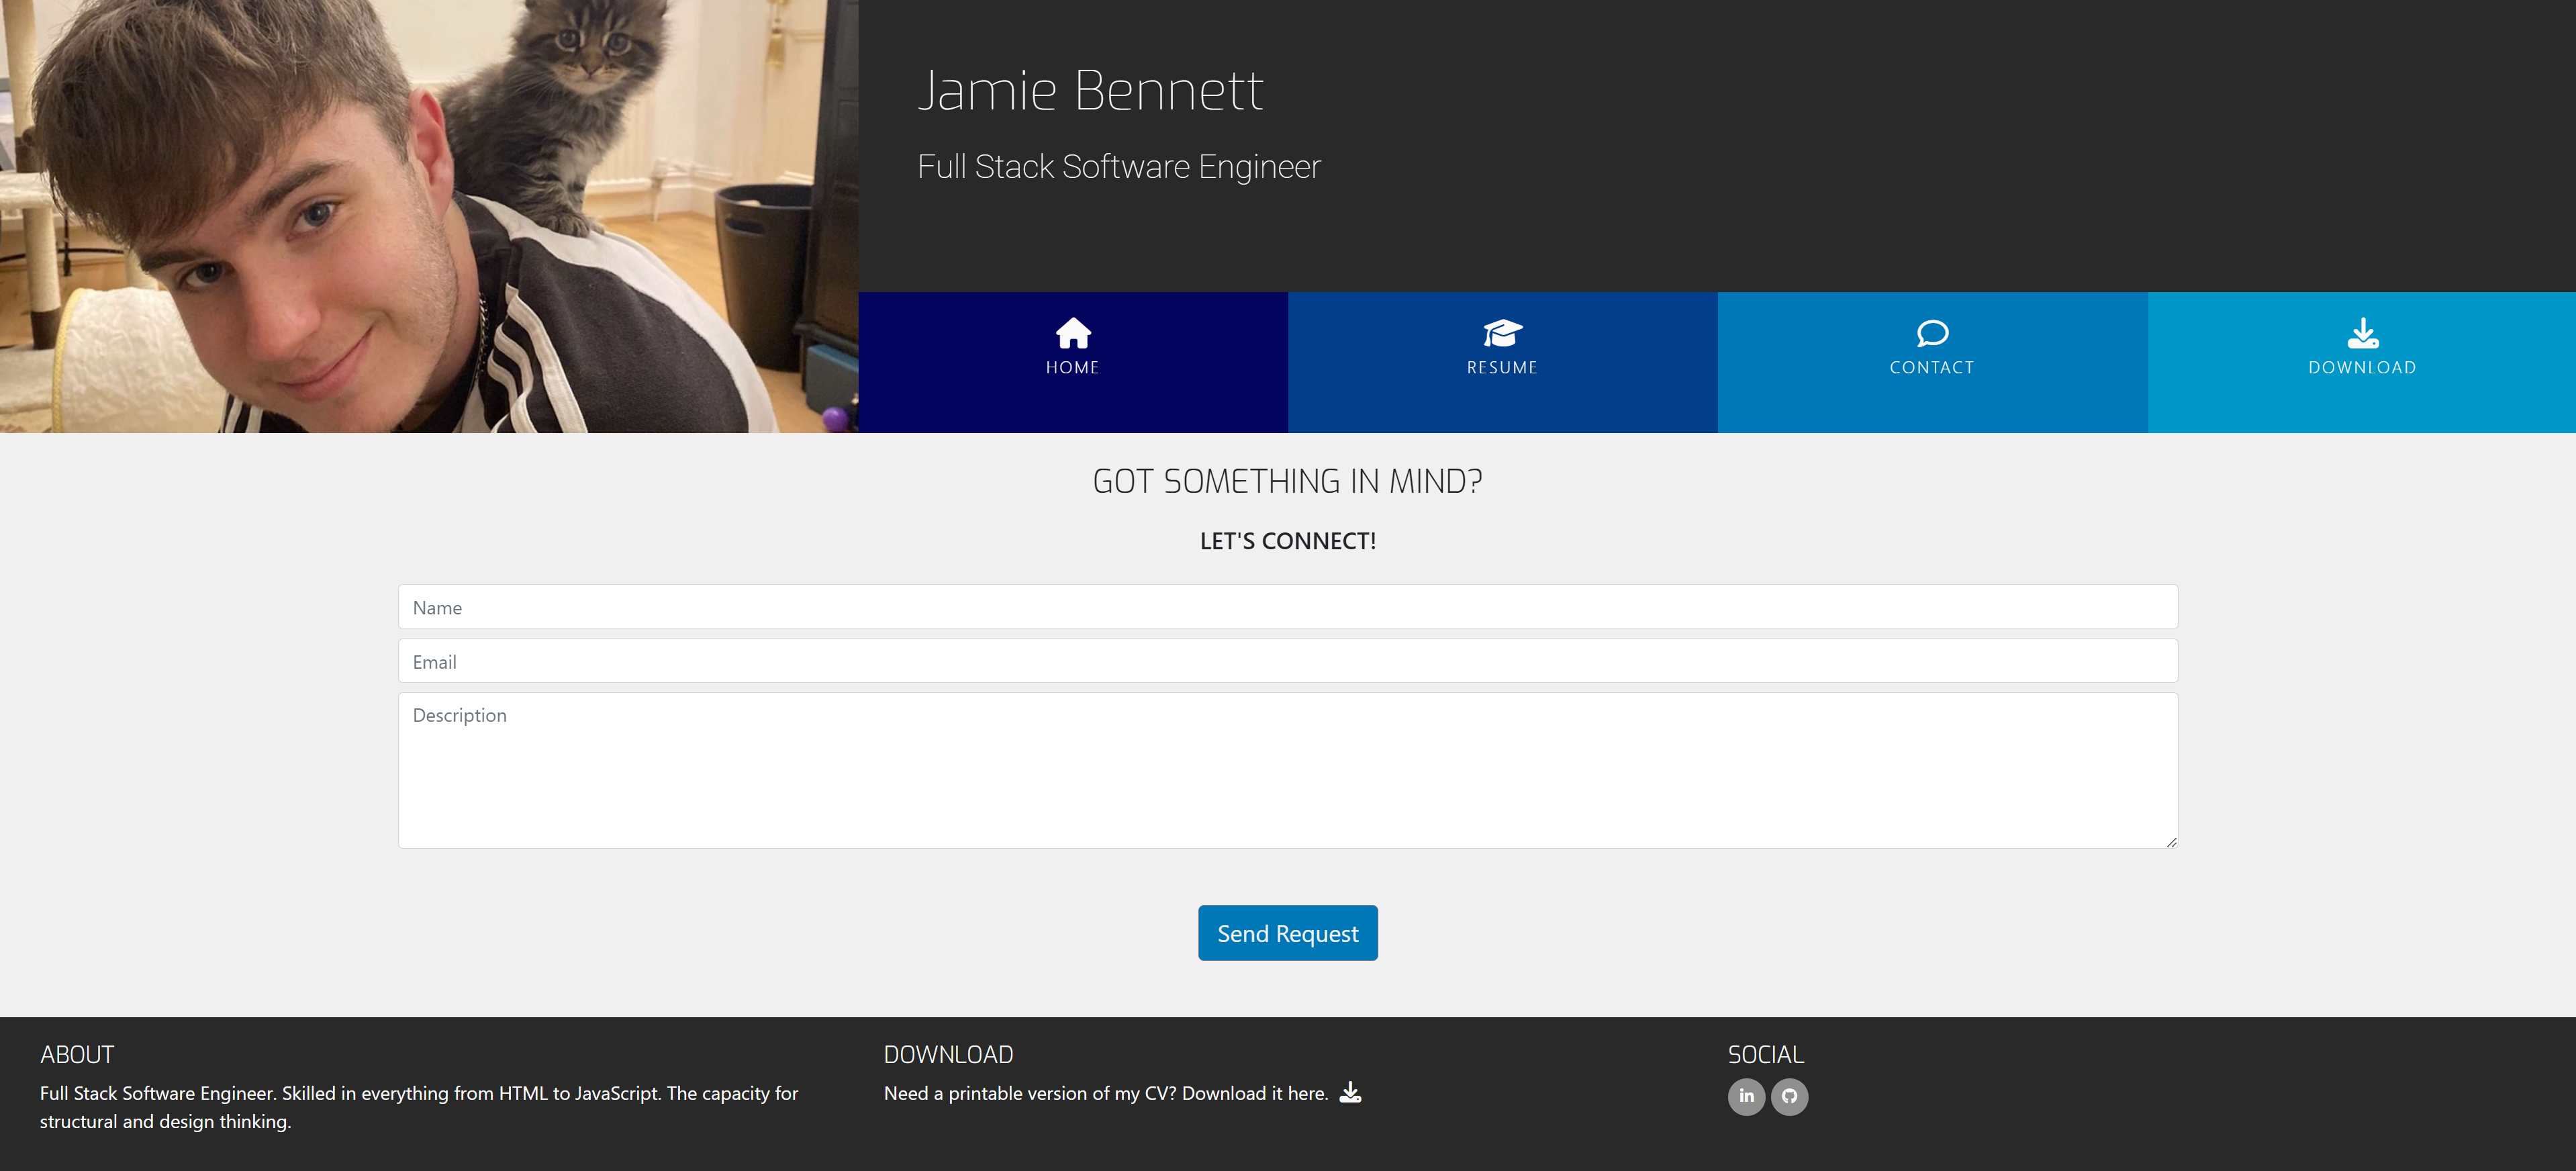 Jamie Bennett
Full Stack Software Engineer
HOME
RESUME
CONTACT
DOWNLOAD
GOT SOMETHING IN MIND?
LET'S CONNECT!
Name
Email
Description
Send Request
ABOUT
Full Stack Software Engineer. Skilled in everything from HTML to JavaScript. The capacity for
structural and design thinking.
DOWNLOAD
Need a printable version of my CV? Download it here.
SOCIAL
in